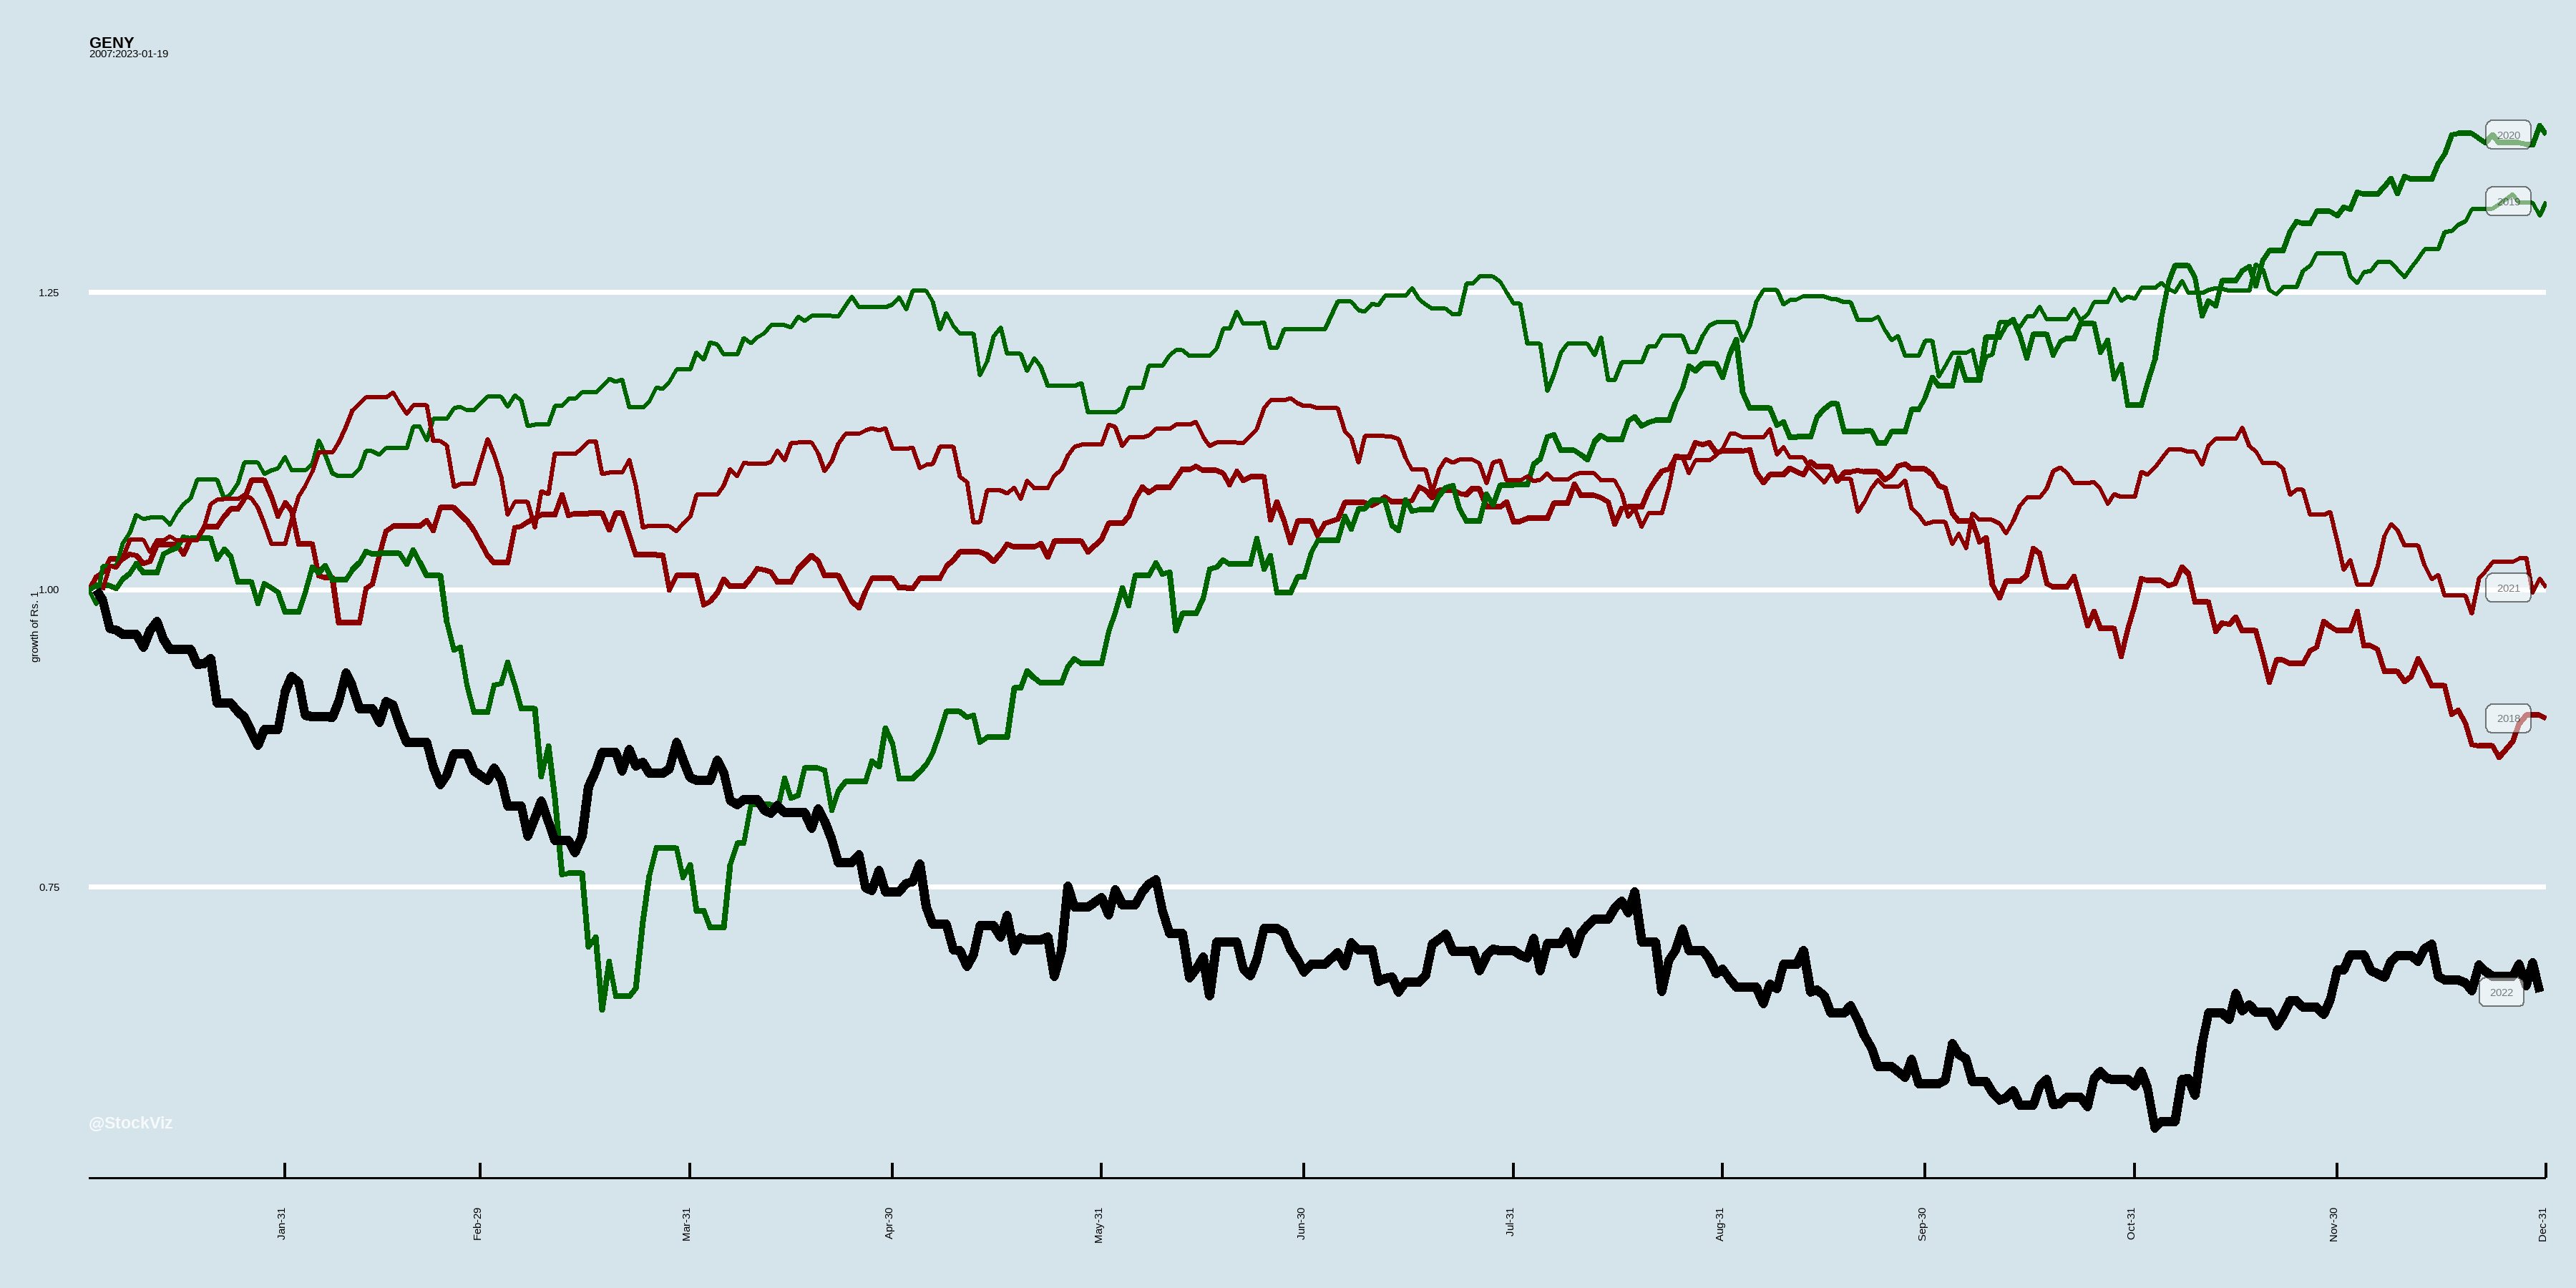 GENY
2007:2023-01-19
2020
2019
1.25
2021
1.00
growth of Rs. 1
2018
0.75
2022
@StockViz
Jan-31
Feb-29
Mar-31
Apr-30
May-31
Jun-30
Jul-31
Aug-31
Sep-30
Oct-31
Nov-30
Dec-31